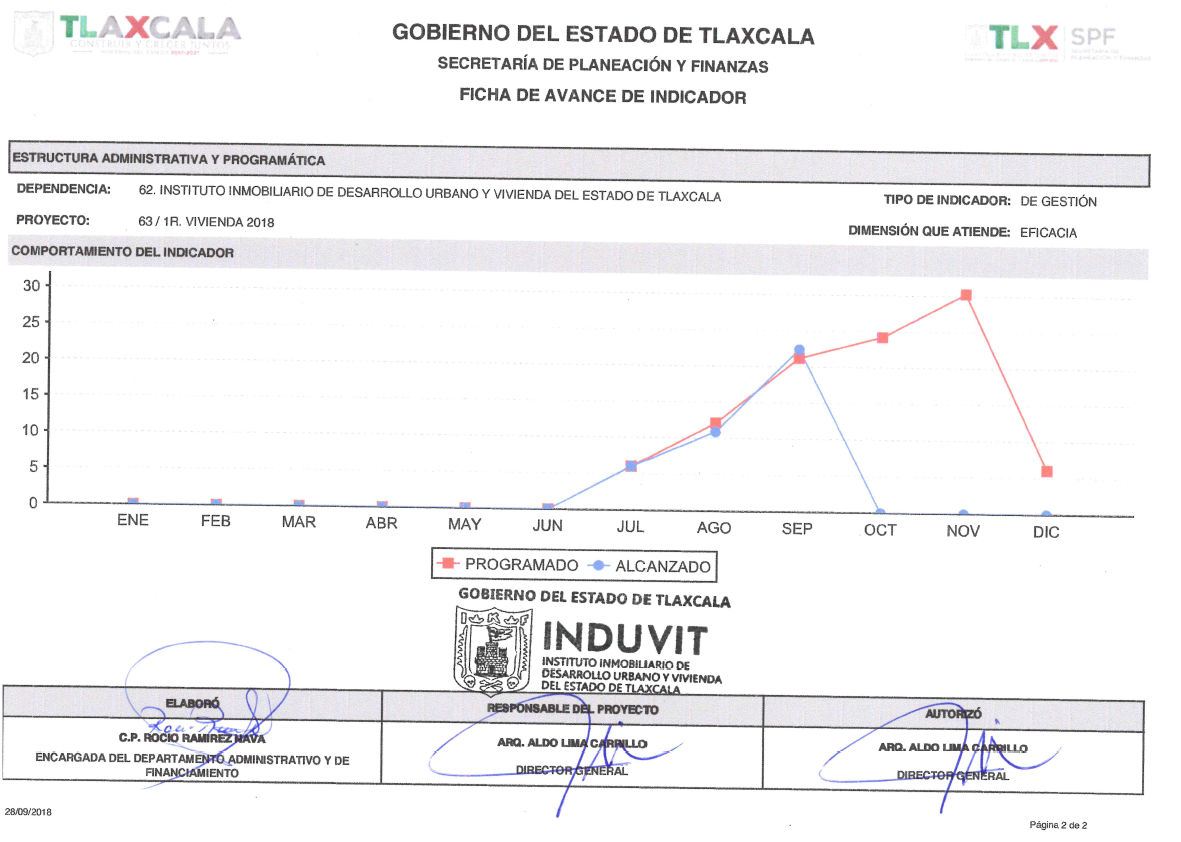 TLAXCALA
CONSTRUIR Y CRECER JUNTOS
GOBIERNO DEL ESTADO DE TLAXCALA
SECRETARÍA DE PLANEACIÓN Y FINANZAS
FICHA DE AVANCE DE INDICADOR
TLX SPF
ESTRUCTURA ADMINISTRATIVA Y PROGRAMÁTICA
DEPENDENCIA: 62. INSTITUTO INMOBILIARIO DE DESARROLLO URBANO Y VIVIENDA DEL ESTADO DE TLAXCALA
TIPO DE INDICADOR: DE GESTIÓN
PROYECTO: 63 / 1R. VIVIENDA 2018
DIMENSIÓN QUE ATIENDE: EFICACIA
COMPORTAMIENTO DEL INDICADOR
30
25
20
15
10
5
0
ENE FEB MAR ABR MAY JUN JUL AGO SEP OCT NOV DIC
PROGRAMADO ALCANZADO
GOBIERNO DEL ESTADO DE TLAXCALA
INDUVIT
INSTITUTO INMOBILIARIO DE
DESARROLLO URBANO Y VIVIENDA
DEL ESTADO DE TLAXCALA
ELABORÓ
C.P. ROCIO RAMIREZ NAVA
ENCARGADA DEL DEPARTAMENTO ADMINISTRATIVO Y DE
FINANCIAMIENTO
RESPONSABLE DEL PROYECTO
ARQ. ALDO LIMA CARRILLO
DIRECTOR GENERAL
AUTORIZÓ
ARQ. ALDO LIMA CARRILLO
DIRECTOR GENERAL
28/09/2018
Página 2 de 2